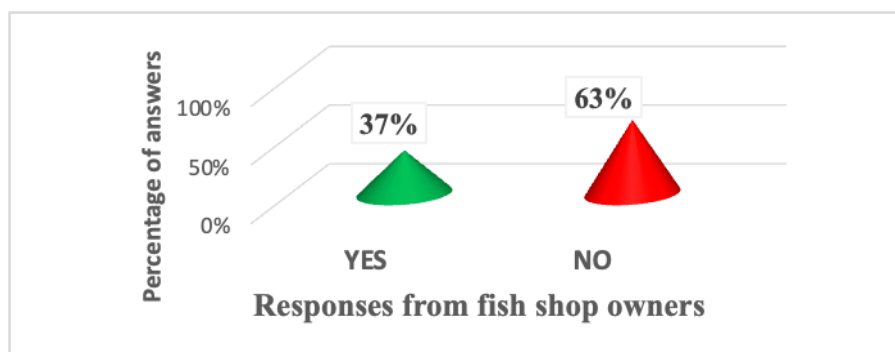 Percentage of answers
100%
50%
0%
37%
63%
YES
NO
Responses from fish shop owners